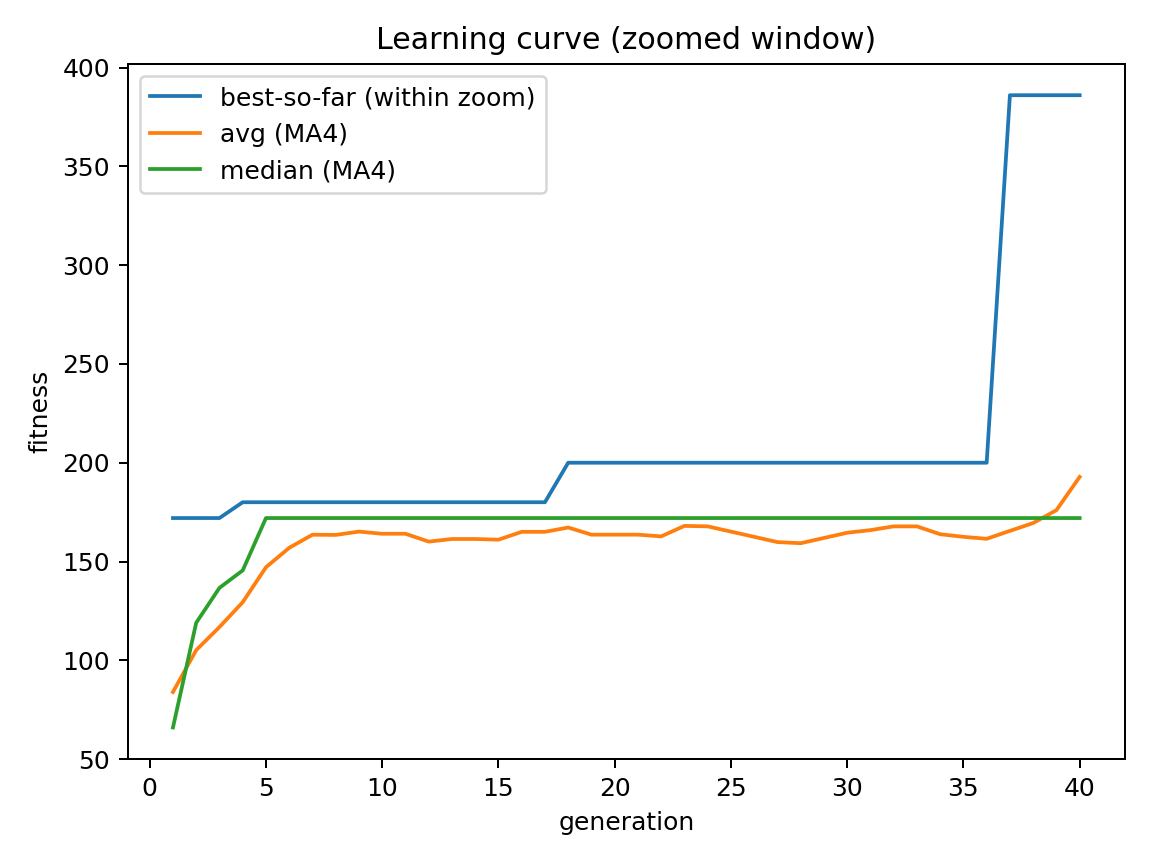 Learning curve (zoomed window)
best-so-far (within zoom)
avg (MA4)
median (MA4)
400
350
300
250
200
150
100
50
fitness
0 5 10 15 20 25 30 35 40
generation